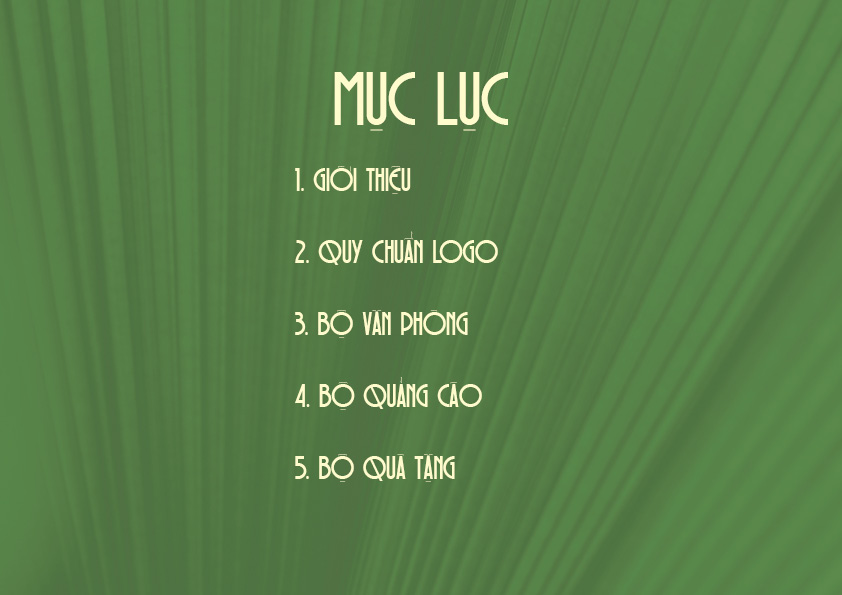 MỤC LỤC
1. GIỚI THIỆU
2. QUY CHUẨN LOGO
3. BỘ VĂN PHÒNG
4. BỘ QUẢNG CÁO
5. BỘ QUÀ TẶNG